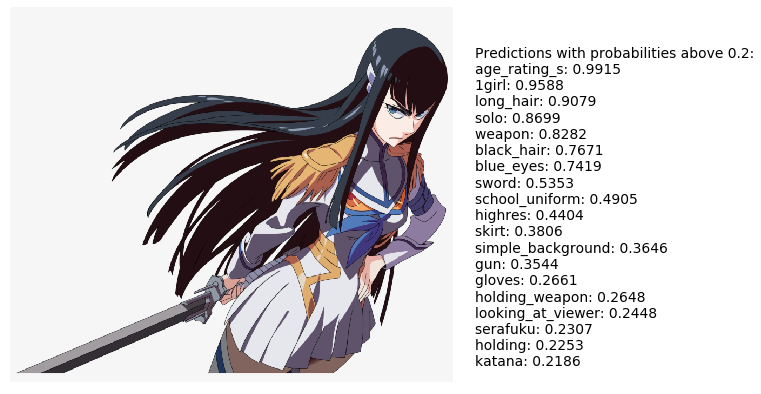 Predictions with probabilities above 0.2:
age_rating_s: 0.9915
1girl: 0.9588
long_hair: 0.9079
solo: 0.8699
weapon: 0.8282
black_hair: 0.7671
blue_eyes: 0.7419
sword: 0.5353
school_uniform: 0.4905
highres: 0.4404
skirt: 0.3806
simple_background: 0.3646
gun: 0.3544
gloves: 0.2661
holding_weapon: 0.2648
looking_at_viewer: 0.2448
serafuku: 0.2307
holding: 0.2253
katana: 0.2186